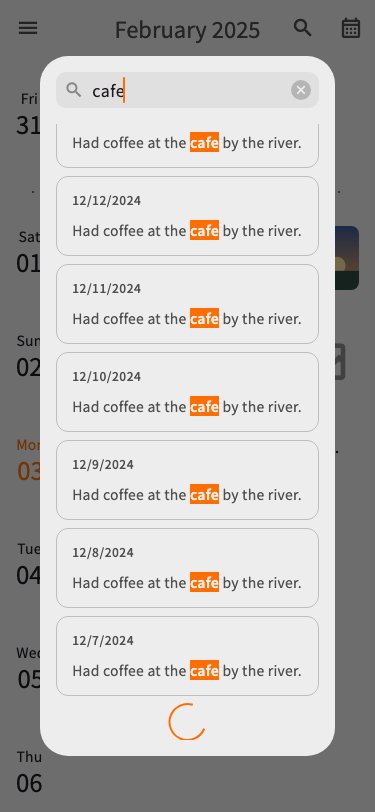 February 2025
cafe
Fri
31
Had coffee at the cafe by the river.
12/12/2024
Had coffee at the cafe by the river.
Sat
01
12/11/2024
Had coffee at the cafe by the river.
Sun
02
12/10/2024
Had coffee at the cafe by the river.
Mon
03
12/9/2024
Had coffee at the cafe by the river.
Tue
04
12/8/2024
Had coffee at the cafe by the river.
Wed
05
12/7/2024
Had coffee at the cafe by the river.
Thu
06